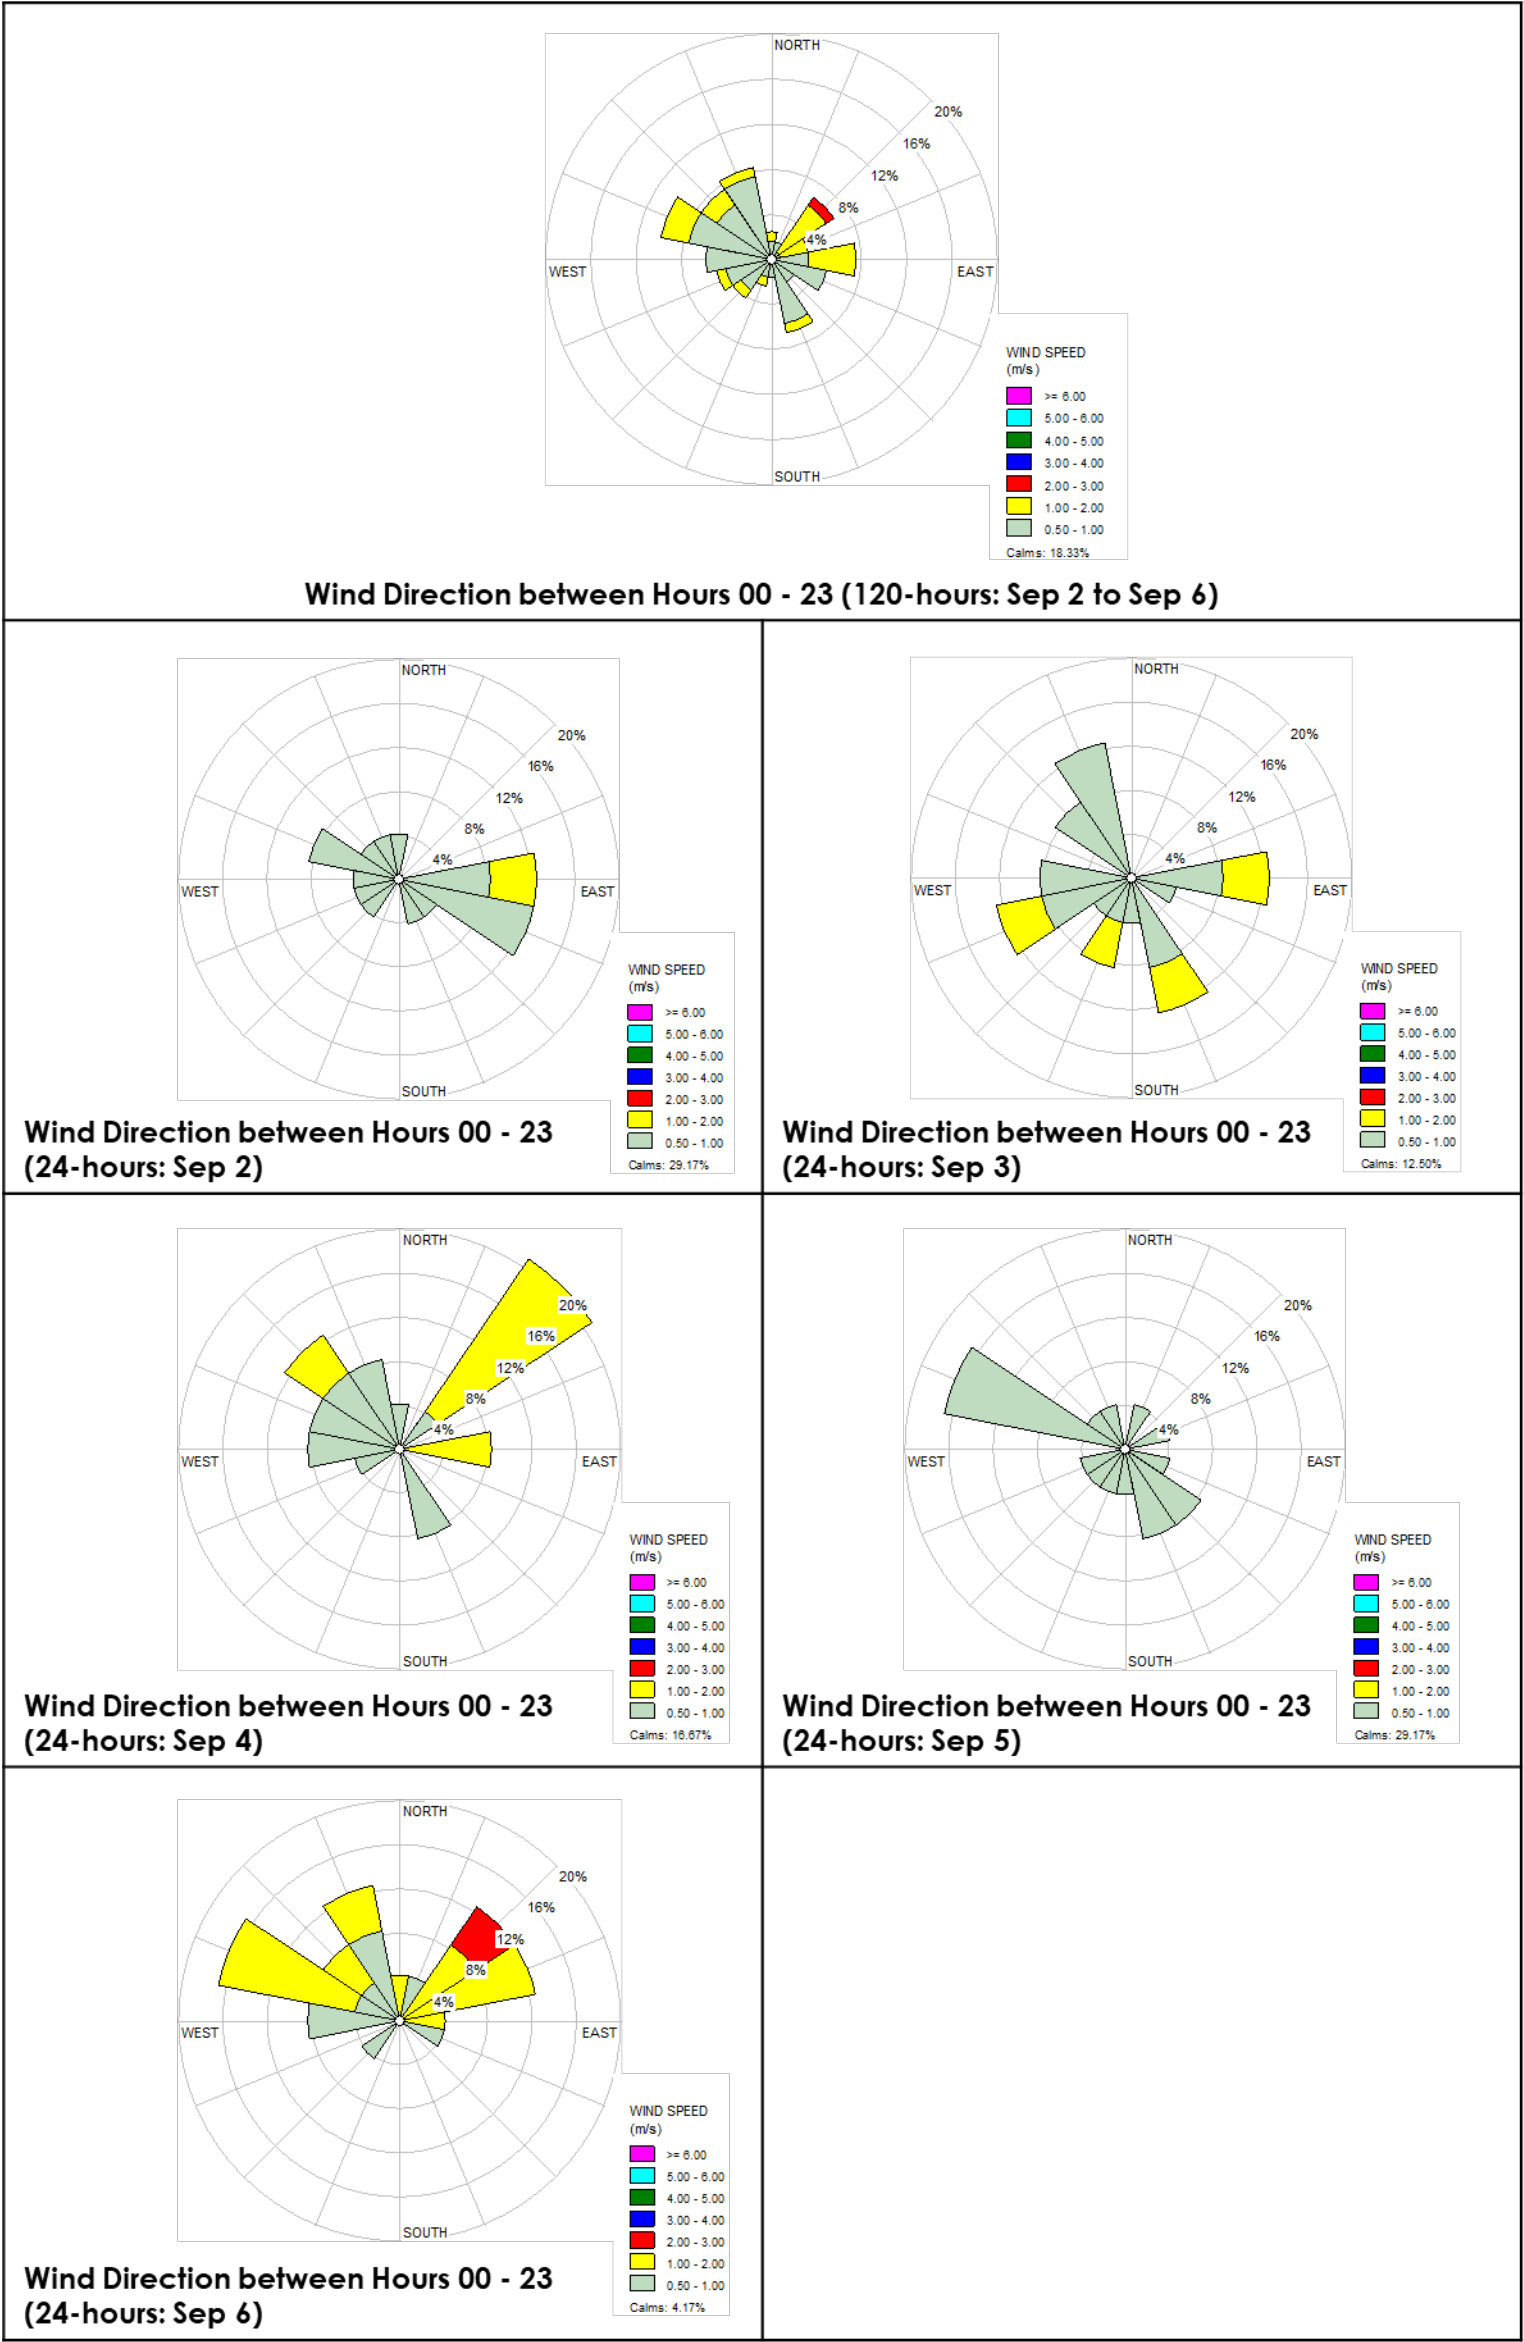 NORTH
20%
16%
12%
8%
4%
WEST
EAST
SOUTH
WIND SPEED
(m/s)
>= 6.00
5.00 - 6.00
4.00 - 5.00
3.00 - 4.00
2.00 - 3.00
1.00 - 2.00
0.50 - 1.00
Calms: 18.33%
Wind Direction between Hours 00 - 23 (120-hours: Sep 2 to Sep 6)
NORTH
20%
16%
12%
8%
4%
WEST
EAST
SOUTH
WIND SPEED
(m/s)
>= 6.00
5.00 - 6.00
4.00 - 5.00
3.00 - 4.00
2.00 - 3.00
1.00 - 2.00
0.50 - 1.00
Calms: 29.17%
Wind Direction between Hours 00 - 23
(24-hours: Sep 2)
NORTH
20%
16%
12%
8%
4%
WEST
EAST
SOUTH
WIND SPEED
(m/s)
>= 6.00
5.00 - 6.00
4.00 - 5.00
3.00 - 4.00
2.00 - 3.00
1.00 - 2.00
0.50 - 1.00
Calms: 12.50%
Wind Direction between Hours 00 - 23
(24-hours: Sep 3)
NORTH
20%
16%
12%
8%
4%
WEST
EAST
SOUTH
WIND SPEED
(m/s)
>= 6.00
5.00 - 6.00
4.00 - 5.00
3.00 - 4.00
2.00 - 3.00
1.00 - 2.00
0.50 - 1.00
Calms: 16.67%
Wind Direction between Hours 00 - 23
(24-hours: Sep 4)
NORTH
20%
16%
12%
8%
4%
WEST
EAST
SOUTH
WIND SPEED
(m/s)
>= 6.00
5.00 - 6.00
4.00 - 5.00
3.00 - 4.00
2.00 - 3.00
1.00 - 2.00
0.50 - 1.00
Calms: 29.17%
Wind Direction between Hours 00 - 23
(24-hours: Sep 5)
NORTH
20%
16%
12%
8%
4%
WEST
EAST
SOUTH
WIND SPEED
(m/s)
>= 6.00
5.00 - 6.00
4.00 - 5.00
3.00 - 4.00
2.00 - 3.00
1.00 - 2.00
0.50 - 1.00
Calms: 4.17%
Wind Direction between Hours 00 - 23
(24-hours: Sep 6)